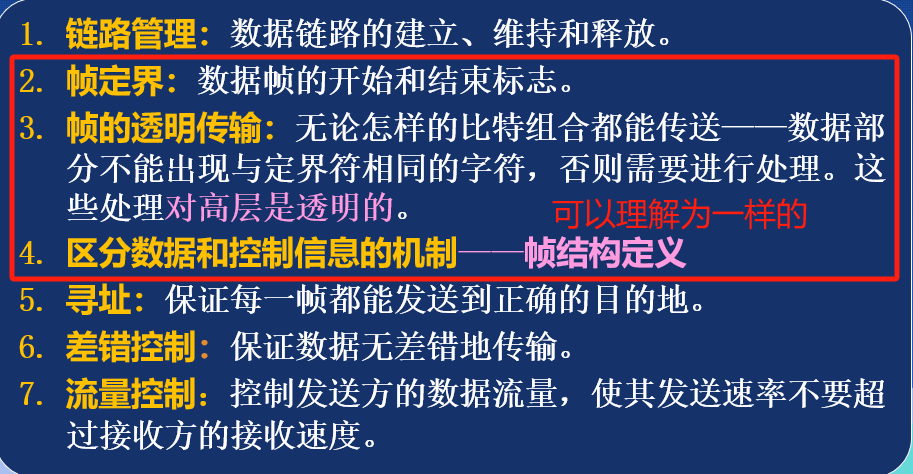 1. 链路管理：数据链路的建立、维持和释放。
2. 帧定界：数据帧的开始和结束标志。
3. 帧的透明传输：无论怎样的比特组合都能传送——数据部
分不能出现与定界符相同的字符，否则需要进行处理。这
些处理对高层是透明的。
可以理解为一样的
4. 区分数据和控制信息的机制——帧结构定义
5. 寻址：保证每一帧都能发送到正确的目的地。
6. 差错控制：保证数据无差错地传输。
7. 流量控制：控制发送方的数据流量，使其发送速率不要超
过接收方的接收速度。